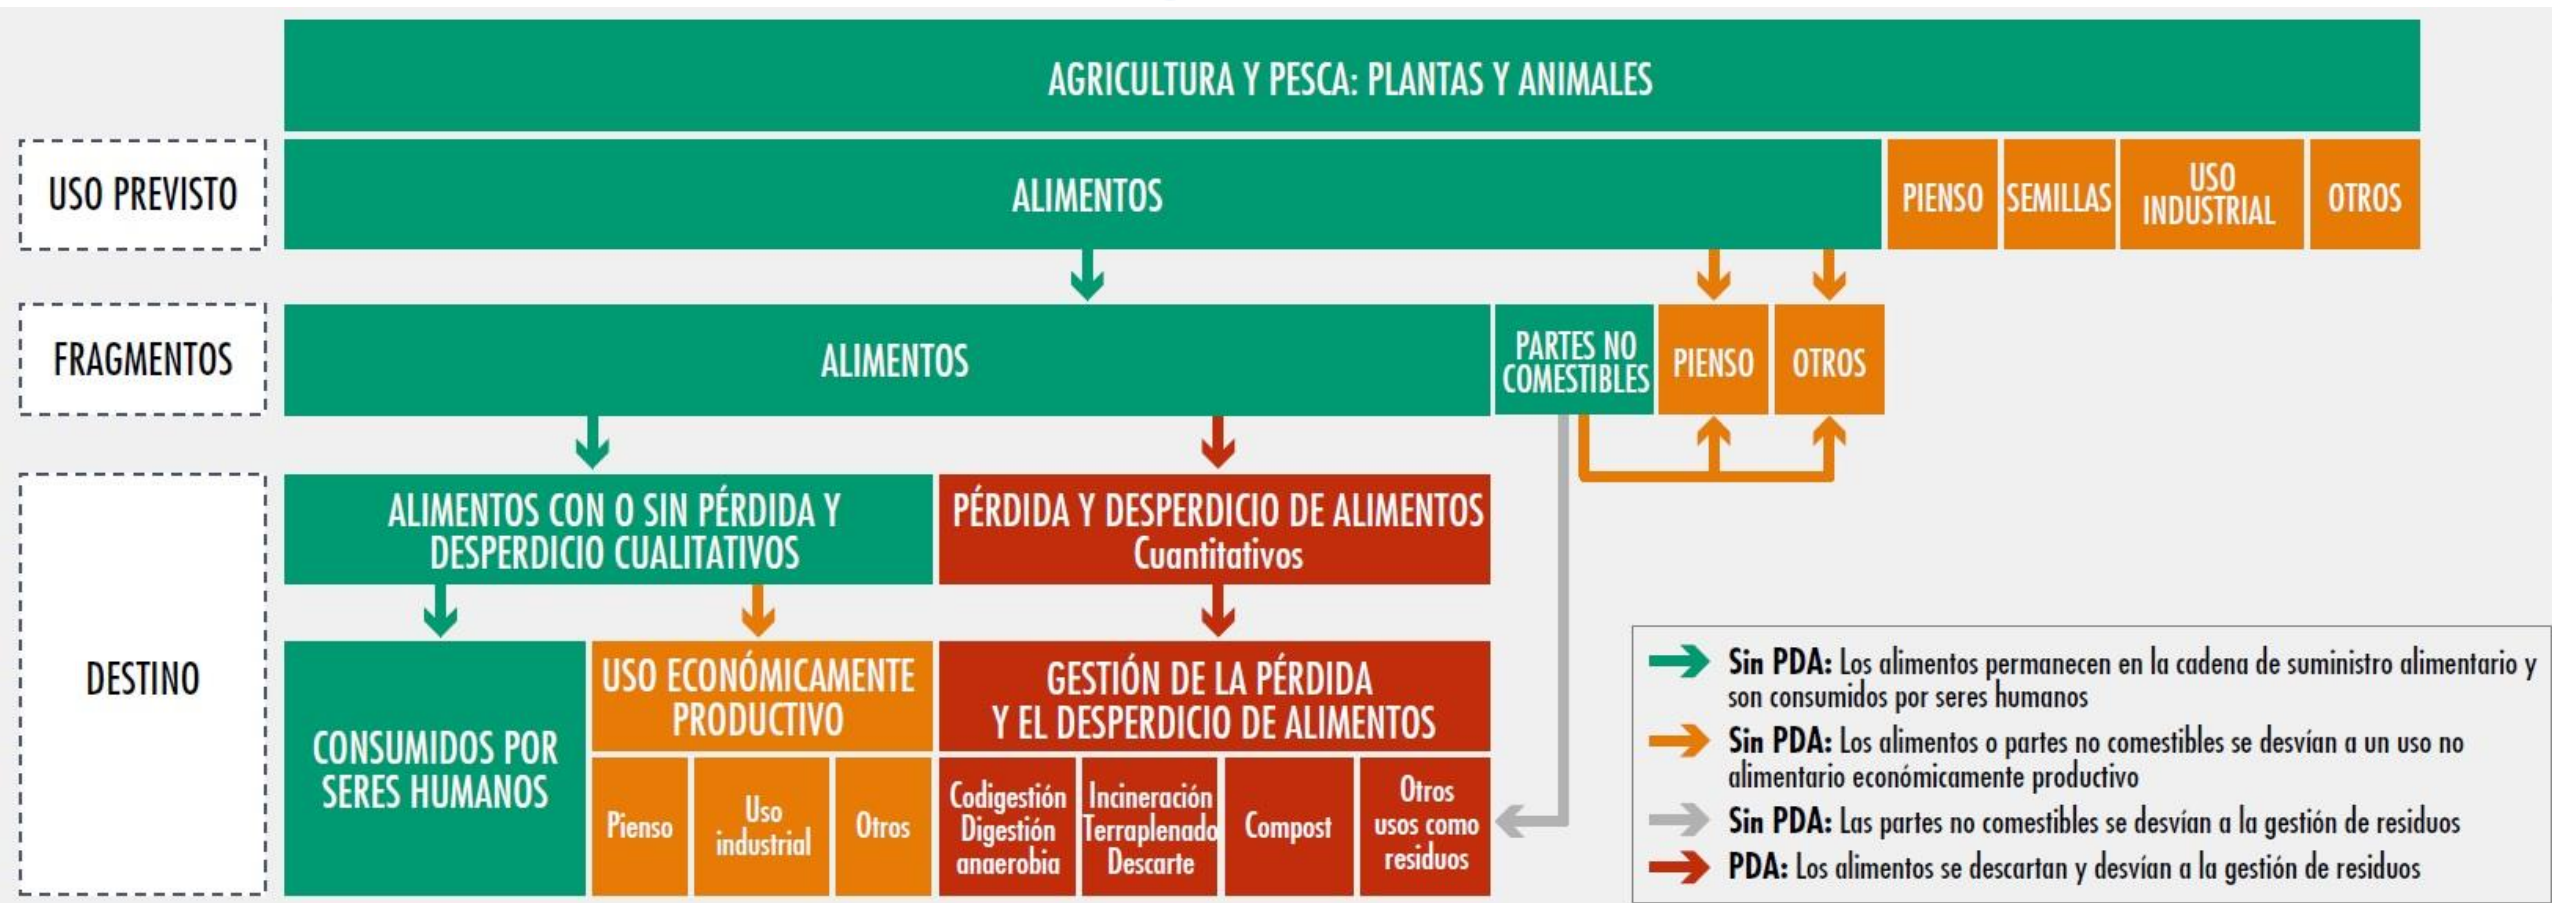 AGRICULTURA Y PESCA: PLANTAS Y ANIMALES
USO PREVISTO
ALIMENTOS
PIENSO
SEMILLAS
USO
INDUSTRIAL
OTROS
FRAGMENTOS
ALIMENTOS
PARTES NO
COMESTIBLES
PIENSO
OTROS
DESTINO
ALIMENTOS CON O SIN PÉRDIDA Y
DESPERDICIO CUALITATIVOS
PÉRDIDA Y DESPERDICIO DE ALIMENTOS
Cuantitativos
CONSUMIDOS POR
SERES HUMANOS
USO ECONÓMICAMENTE
PRODUCTIVO
Pienso
Uso
industrial
Otros
GESTIÓN DE LA PÉRDIDA
Y EL DESPERDICIO DE ALIMENTOS
Codigestión
Digestión
anaerobia
Incineración
Terraplenado
Descarte
Compost
Otros
usos como
residuos
Sin PDA: Los alimentos permanecen en la cadena de suministro alimentario y
son consumidos por seres humanos
Sin PDA: Los alimentos o partes no comestibles se desvían a un uso no
alimentario económicamente productivo
Sin PDA: Las partes no comestibles se desvían a la gestión de residuos
PDA: Los alimentos se descartan y desvían a la gestión de residuos